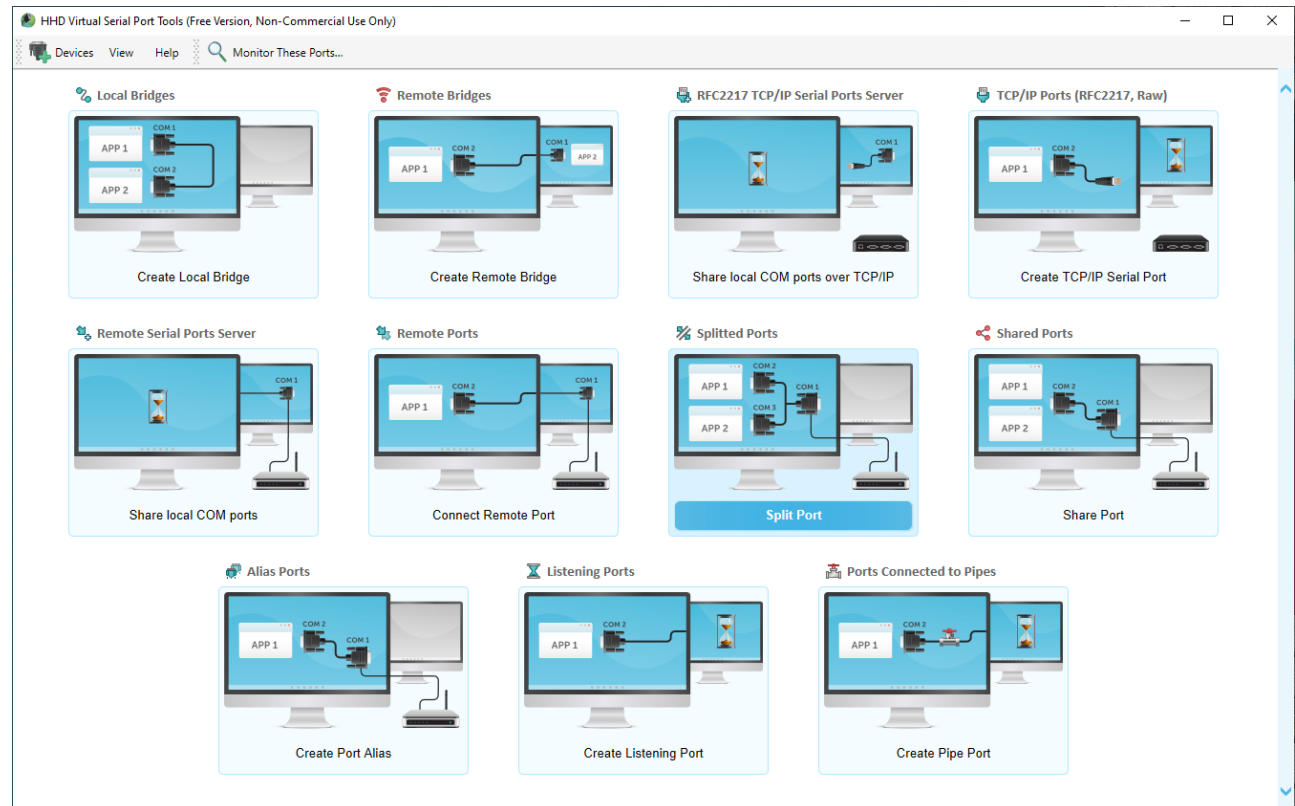 HHD Virtual Serial Port Tools (Free Version, Non-Commercial Use Only)
Devices View Help Monitor These Ports...
Local Bridges
COM 1
APP 1
COM 2
APP 2
Create Local Bridge
Remote Bridges
COM 2
COM 1
APP 1
APP 2
Create Remote Bridge
RFC2217 TCP/IP Serial Ports Server
COM 1
Share local COM ports over TCP/IP
TCP/IP Ports (RFC2217, Raw)
COM 2
APP 1
Create TCP/IP Serial Port
Remote Serial Ports Server
COM 1
Share local COM ports
Remote Ports
COM 2
COM 1
APP 1
Connect Remote Port
Splitted Ports
COM 2
APP 1
COM 1
COM 3
APP 2
Split Port
Shared Ports
APP 1
COM 2
COM 1
APP 2
Share Port
Alias Ports
COM 2
APP 1
COM 1
Create Port Alias
Listening Ports
COM 2
APP 1
Create Listening Port
Ports Connected to Pipes
COM 2
APP 1
Create Pipe Port